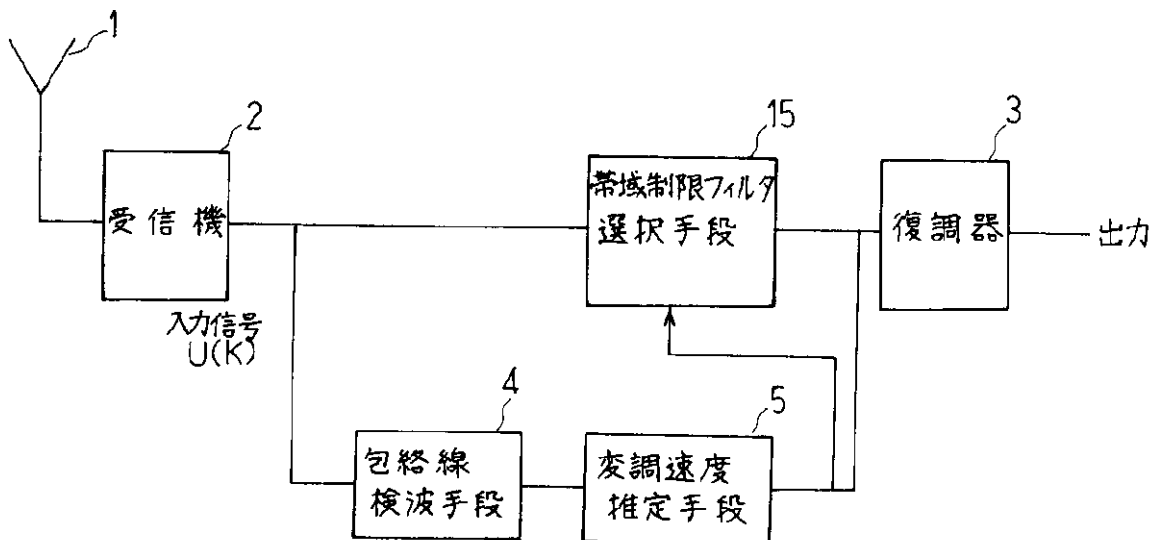 1
2
受信機
入力信号
U(K)
15
帯域制限フィルタ
選択手段
3
復調器
出力
4
包絡線
検波手段
5
変調速度
推定手段